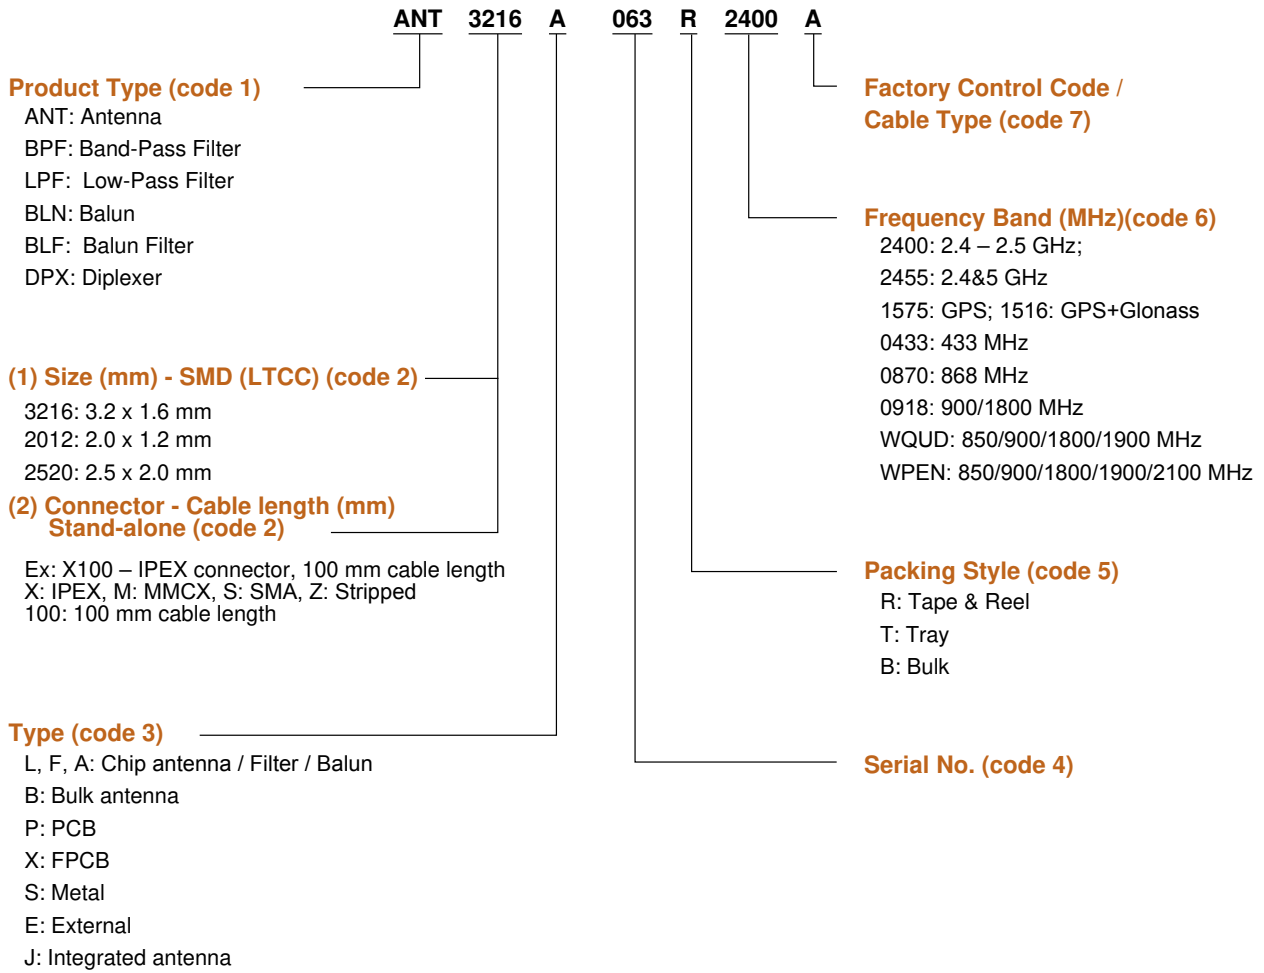 ANT 3216 A 063 R 2400 A
Product Type (code 1)
ANT: Antenna
BPF: Band-Pass Filter
LPF: Low-Pass Filter
BLN: Balun
BLF: Balun Filter
DPX: Diplexer
(1) Size (mm) - SMD (LTCC) (code 2)
3216: 3.2 x 1.6 mm
2012: 2.0 x 1.2 mm
2520: 2.5 x 2.0 mm
(2) Connector - Cable length (mm)
Stand-alone (code 2)
Ex: X100 – IPEX connector, 100 mm cable length
X: IPEX, M: MMCX, S: SMA, Z: Stripped
100: 100 mm cable length
Type (code 3)
L, F, A: Chip antenna / Filter / Balun
B: Bulk antenna
P: PCB
X: FPCB
S: Metal
E: External
J: Integrated antenna
Factory Control Code /
Cable Type (code 7)
Frequency Band (MHz)(code 6)
2400: 2.4 – 2.5 GHz;
2455: 2.4&5 GHz
1575: GPS; 1516: GPS+Glonass
0433: 433 MHz
0870: 868 MHz
0918: 900/1800 MHz
WQUD: 850/900/1800/1900 MHz
WPEN: 850/900/1800/1900/2100 MHz
Packing Style (code 5)
R: Tape & Reel
T: Tray
B: Bulk
Serial No. (code 4)